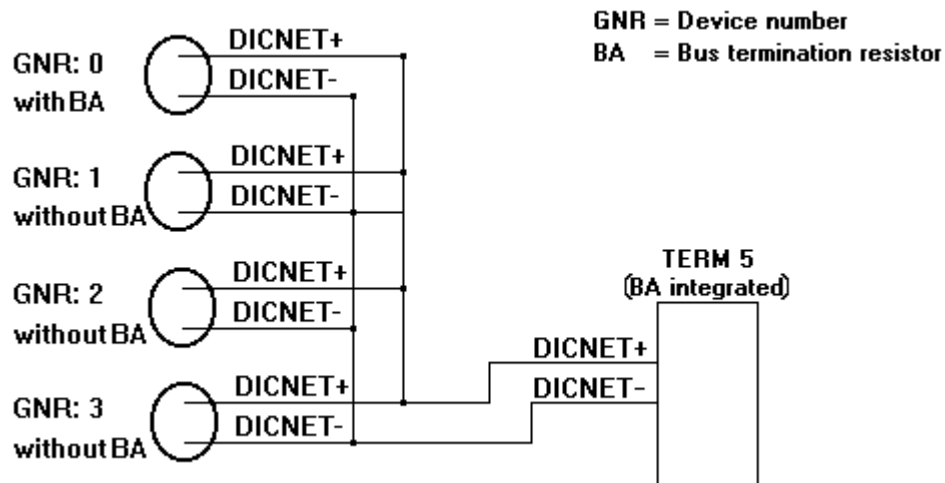 GNR = Device number
BA = Bus termination resistor
GNR: 0
with BA
DICNET+
DICNET-
GNR: 1
without BA
DICNET+
DICNET-
GNR: 2
without BA
DICNET+
DICNET-
GNR: 3
without BA
DICNET+
DICNET-
TERM 5
(BA integrated)
DICNET+
DICNET-